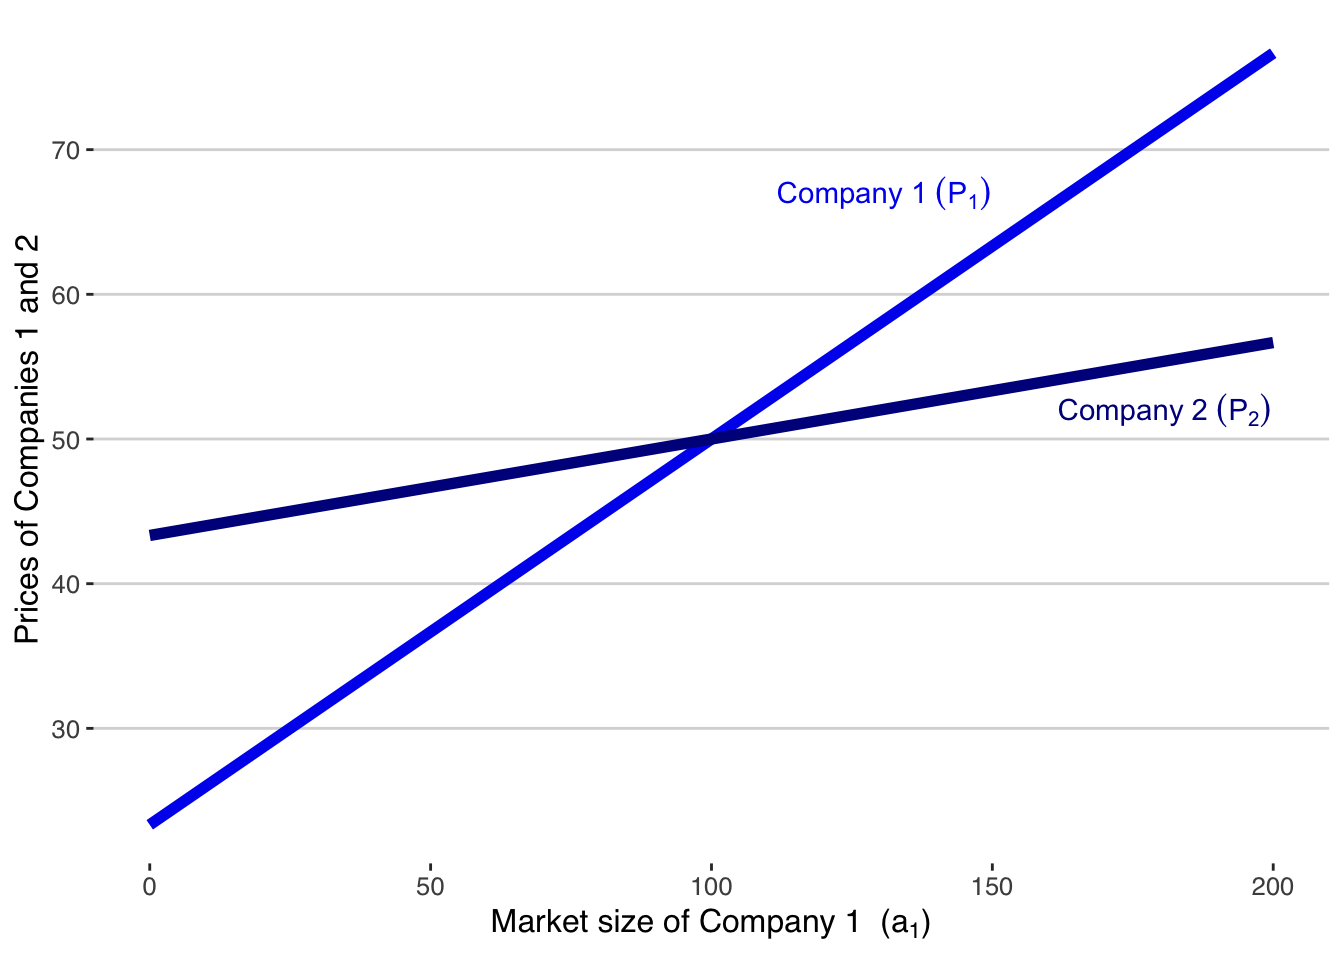 70
60
50
40
30
Prices of Companies 1 and 2
Company 1 (P₁)
Company 2 (P₂)
0 50 100 150 200
Market size of Company 1 (a₁)